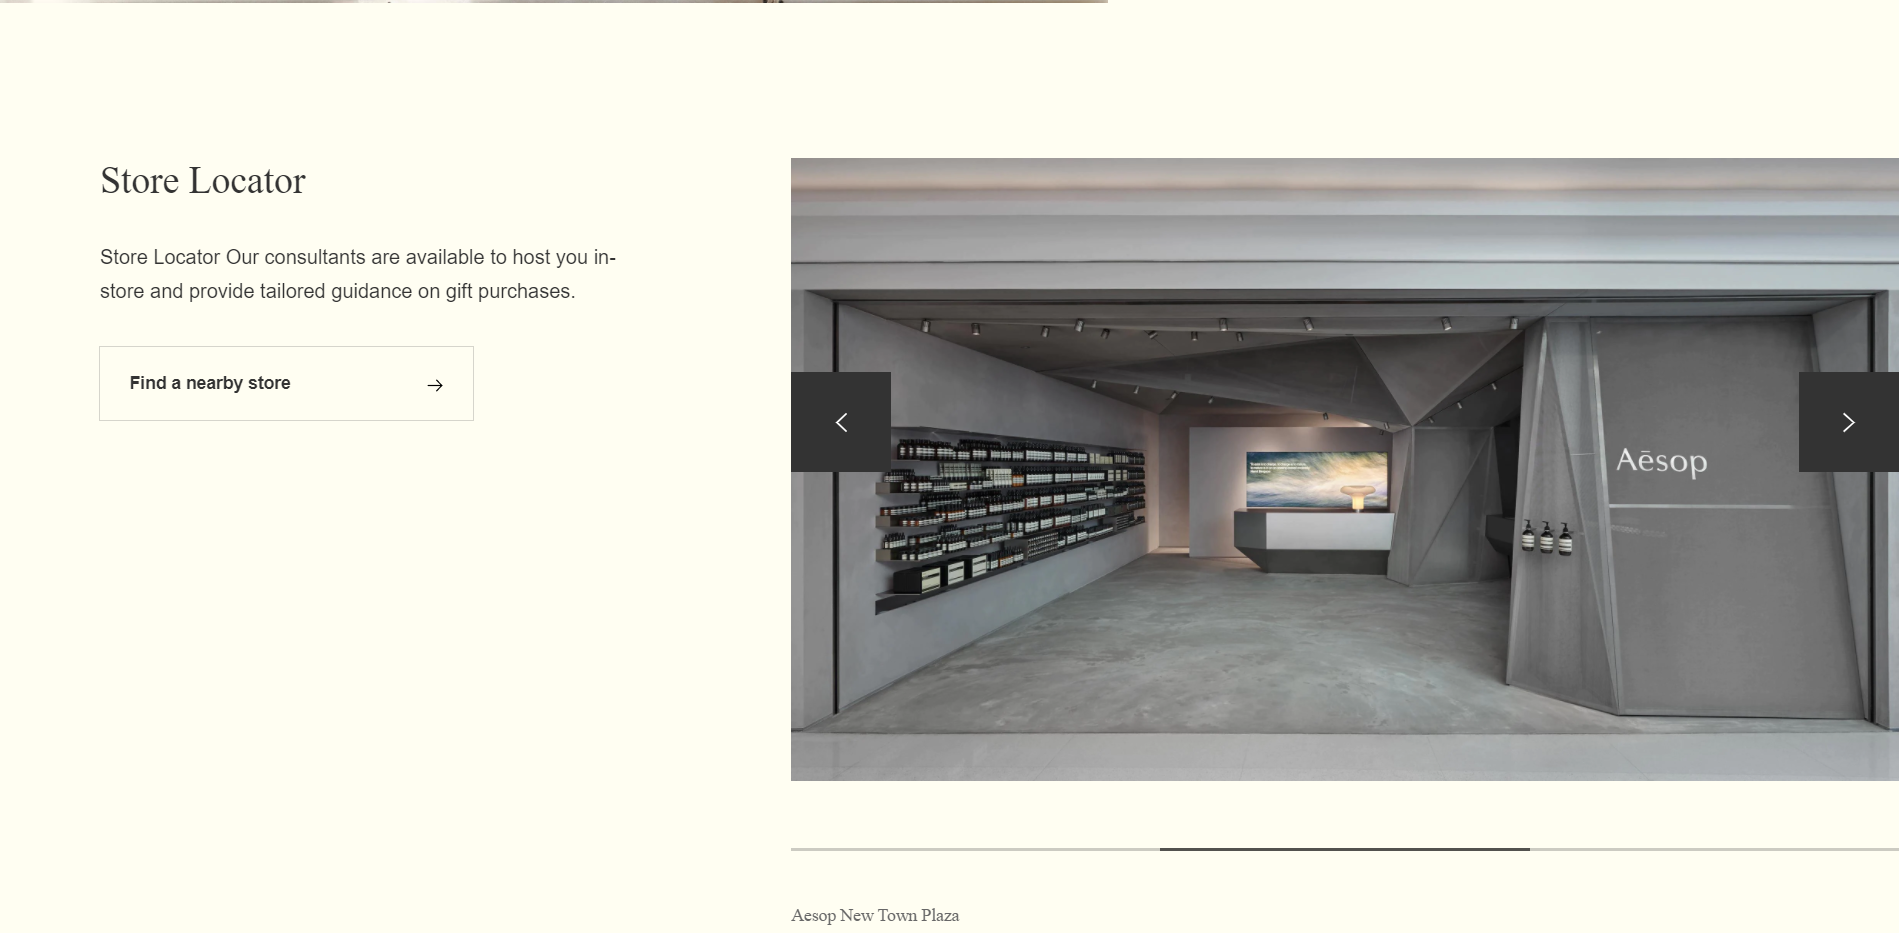 Store Locator
Store Locator Our consultants are available to host you in-
store and provide tailored guidance on gift purchases.
Find a nearby store
Aēsop
Aesop New Town Plaza